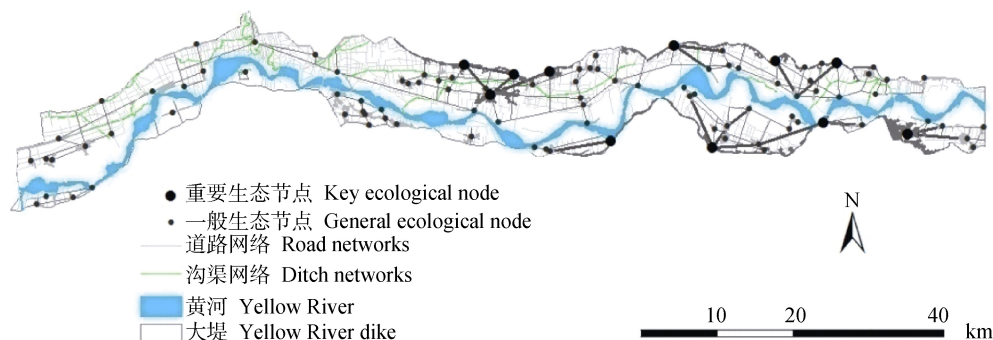 重要生态节点 Key ecological node
一般生态节点 General ecological node
道路网络 Road networks
沟渠网络 Ditch networks
黄河 Yellow River
大堤 Yellow River dike
N
10 20 40
km